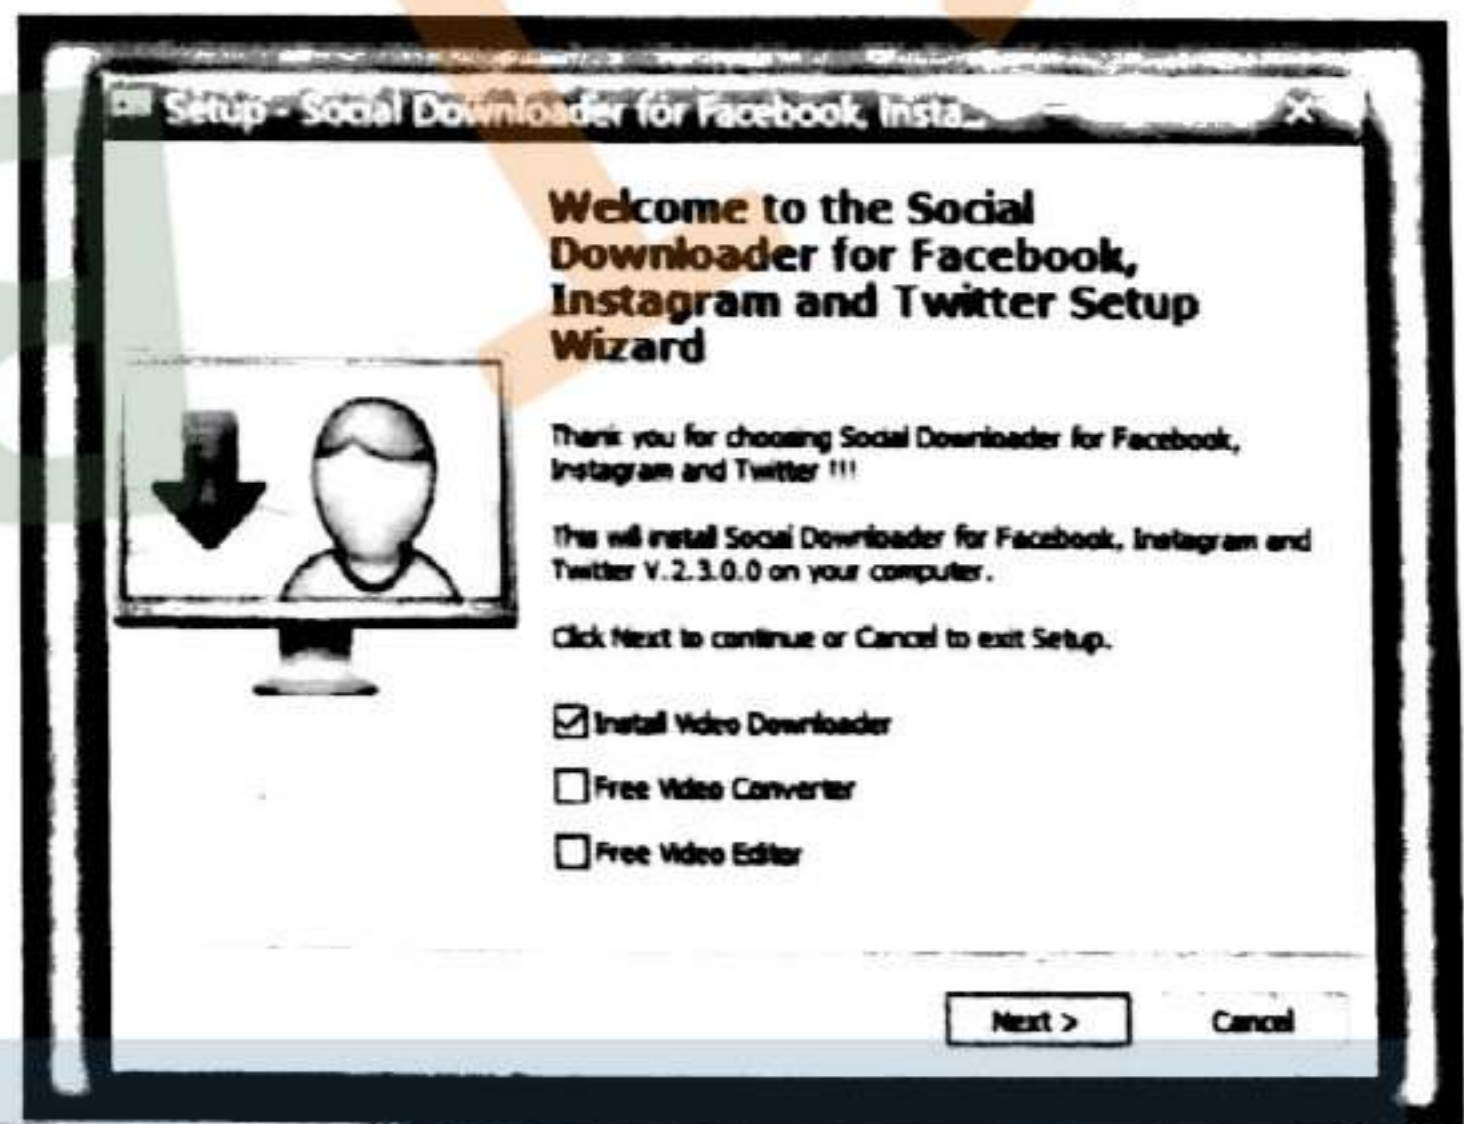 Setup - Social Downloader for Facebook, Insta...
Welcome to the Social
Downloader for Facebook,
Instagram and Twitter Setup
Wizard
Thank you for choosing Social Downloader for Facebook,
Instagram and Twitter !!!
This will install Social Downloader for Facebook, Instagram and
Twitter V.2.3.0.0 on your computer.
Click Next to continue or Cancel to exit Setup.
Install Video Downloader
Free Video Converter
Free Video Editor
Next >
Cancel